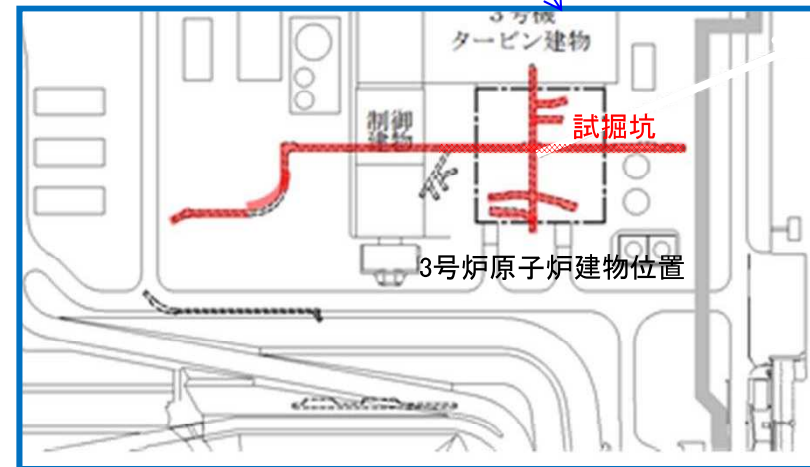 3号機
タービン建物
制御
建物
試掘坑
3号炉原子炉建物位置